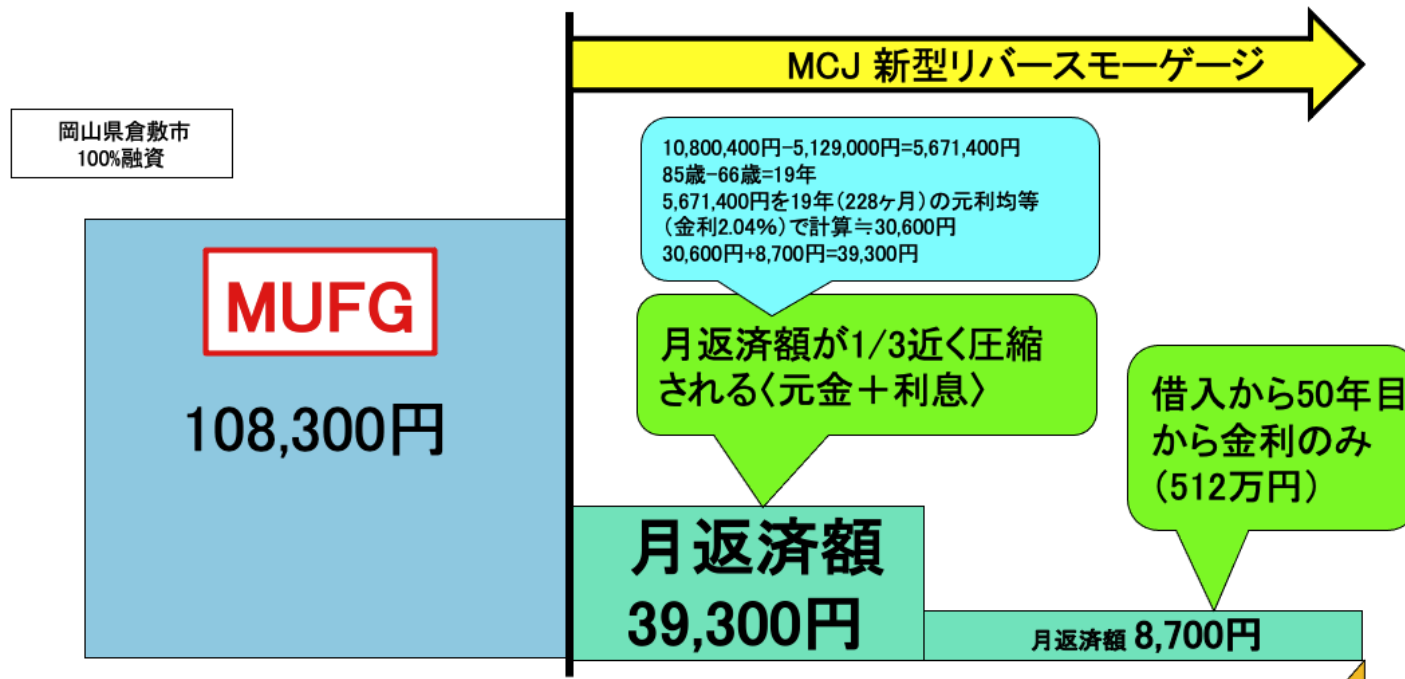 MCJ 新型リバースモーゲージ
岡山県倉敷市
100%融資
10,800,400円-5,129,000円=5,671,400円
85歳-66歳=19年
5,671,400円を19年(228ヶ月)の元利均等
(金利2.04%)で計算≒30,600円
30,600円+8,700円=39,300円
MUFG
108,300円
月返済額が1/3近く圧縮
される〈元金+利息〉
借入から50年目
から金利のみ
(512万円)
月返済額
39,300円
月返済額 8,700円